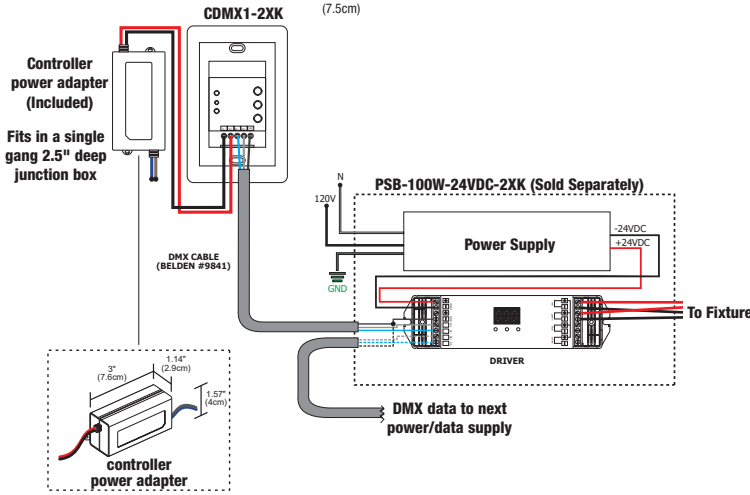 (7.5cm)
CDMX1-2XK
Controller
power adapter
(Included)
Fits in a single
gang 2.5" deep
junction box
N
120V
PSB-100W-24VDC-2XK (Sold Separately)
-24VDC
+24VDC
Power Supply
GND
DMX CABLE
(BELDEN #9841)
To Fixture
DRIVER
DMX data to next
power/data supply
3"
(7.6cm)
1.14"
(2.9cm)
1.57"
(4cm)
controller
power adapter